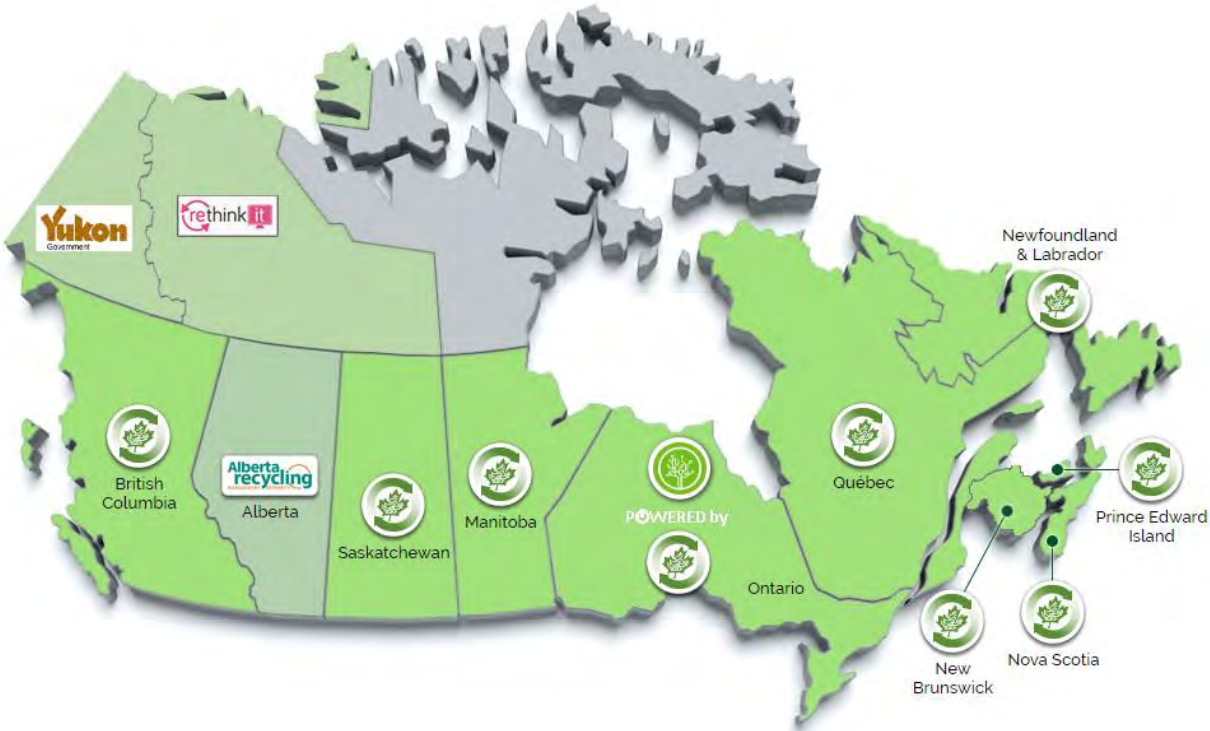 Yukon
Government
rethink it
Newfoundland
& Labrador
British
Columbia
Alberta
recycling
Alberta
Saskatchewan
Manitoba
POWERED by
Ontario
Québec
Prince Edward
Island
New
Brunswick
Nova Scotia